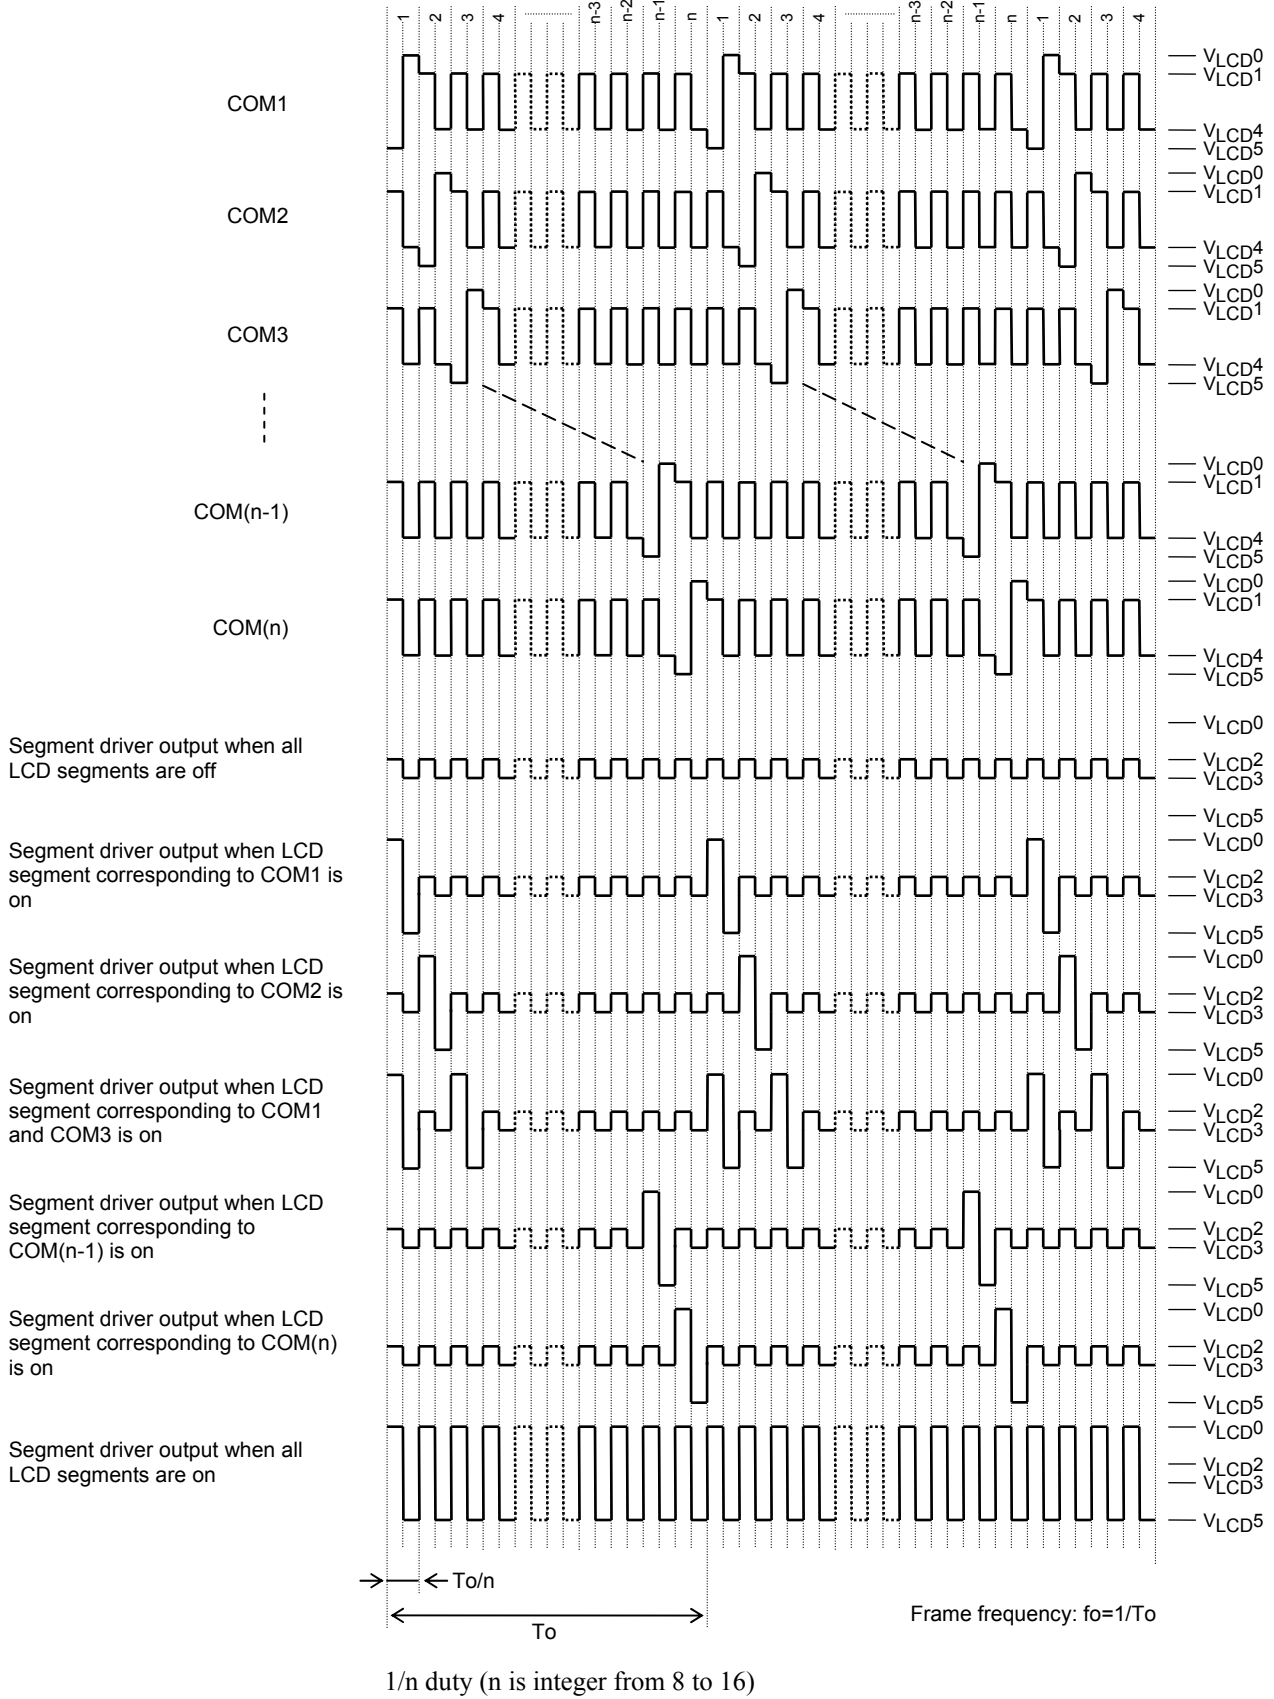 1 2 3 4 n-3 n-2 n-1 n 1 2 3 4 n-3 n-2 n-1 n 1 2 3 4
COM1
VLCD0
VLCD1
VLCD4
VLCD5
COM2
VLCD0
VLCD1
VLCD4
VLCD5
COM3
VLCD0
VLCD1
VLCD4
VLCD5
COM(n-1)
VLCD0
VLCD1
VLCD4
VLCD5
COM(n)
VLCD0
VLCD1
VLCD4
VLCD5
Segment driver output when all
LCD segments are off
VLCD0
VLCD2
VLCD3
VLCD5
Segment driver output when LCD
segment corresponding to COM1 is
on
VLCD0
VLCD2
VLCD3
VLCD5
Segment driver output when LCD
segment corresponding to COM2 is
on
VLCD0
VLCD2
VLCD3
VLCD5
Segment driver output when LCD
segment corresponding to COM1
and COM3 is on
VLCD0
VLCD2
VLCD3
VLCD5
Segment driver output when LCD
segment corresponding to
COM(n-1) is on
VLCD0
VLCD2
VLCD3
VLCD5
Segment driver output when LCD
segment corresponding to COM(n)
is on
VLCD0
VLCD2
VLCD3
VLCD5
Segment driver output when all
LCD segments are on
VLCD0
VLCD2
VLCD3
VLCD5
To/n
To
Frame frequency: fo=1/To
1/n duty (n is integer from 8 to 16)